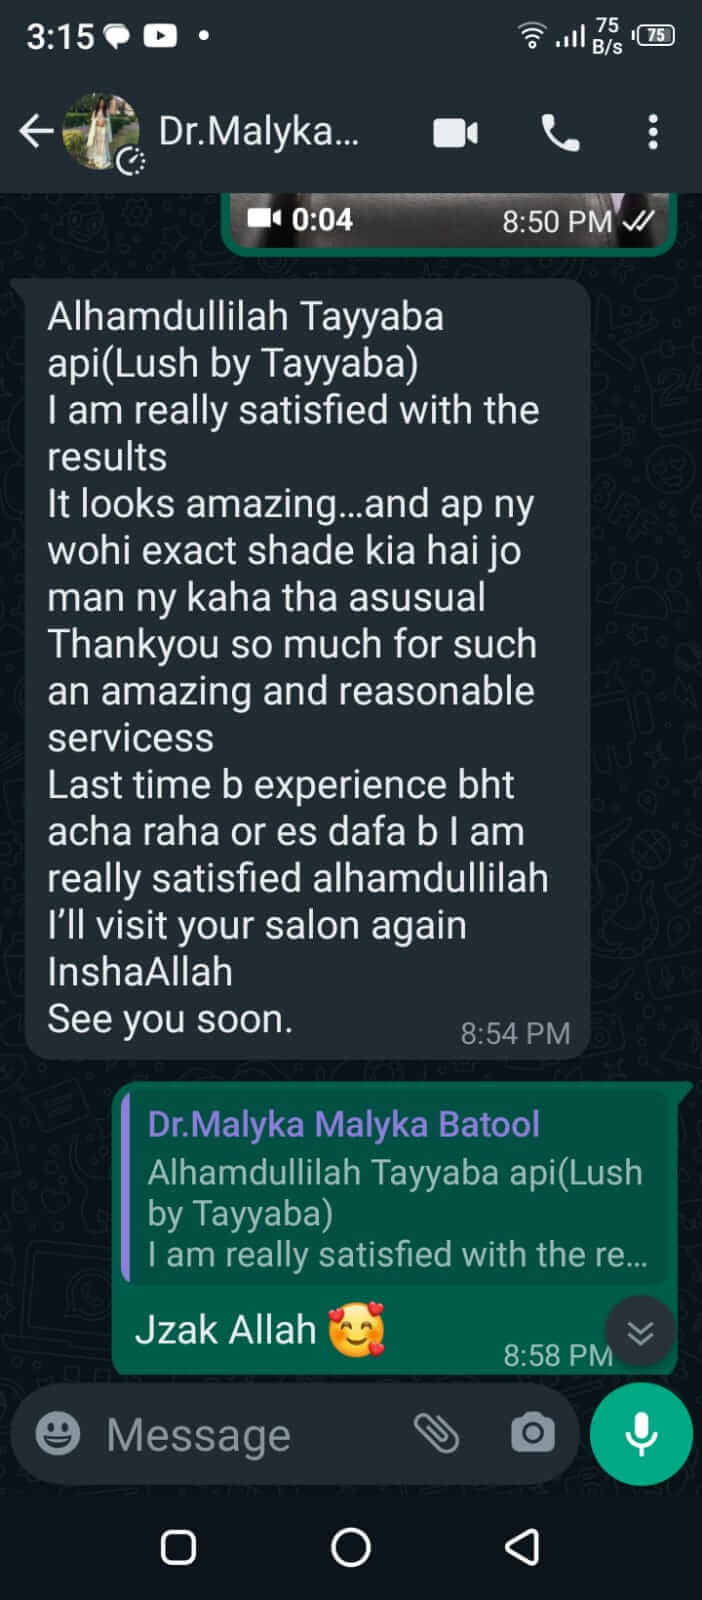 3:15
75
B/s
75
Dr.Malyka...
0:04
8:50 PM
Alhamdullilah Tayyaba
api(Lush by Tayyaba)
I am really satisfied with the
results
It looks amazing...and ap ny
wohi exact shade kia hai jo
man ny kaha tha asusual
Thankyou so much for such
an amazing and reasonable
servicess
Last time b experience bht
acha raha or es dafa b I am
really satisfied alhamdullilah
I'll visit your salon again
InshaAllah
See you soon.
8:54 PM
Dr.Malyka Malyka Batool
Alhamdullilah Tayyaba api(Lush
by Tayyaba)
I am really satisfied with the re...
Jzak Allah 🥰
8:58 PM
Message